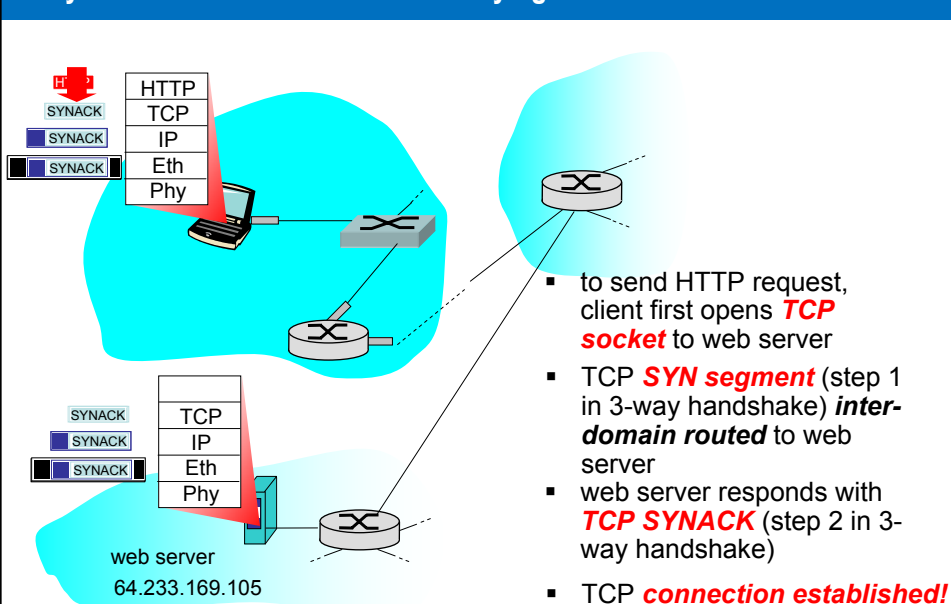 HTTP
SYNACK
SYNACK
SYNACK
HTTP
TCP
IP
Eth
Phy
to send HTTP request,
client first opens TCP
socket to web server
TCP SYN segment (step 1
in 3-way handshake) inter-
domain routed to web
server
web server responds with
TCP SYNACK (step 2 in 3-
way handshake)
TCP connection established!
SYNACK
SYNACK
SYNACK
TCP
IP
Eth
Phy
web server
64.233.169.105